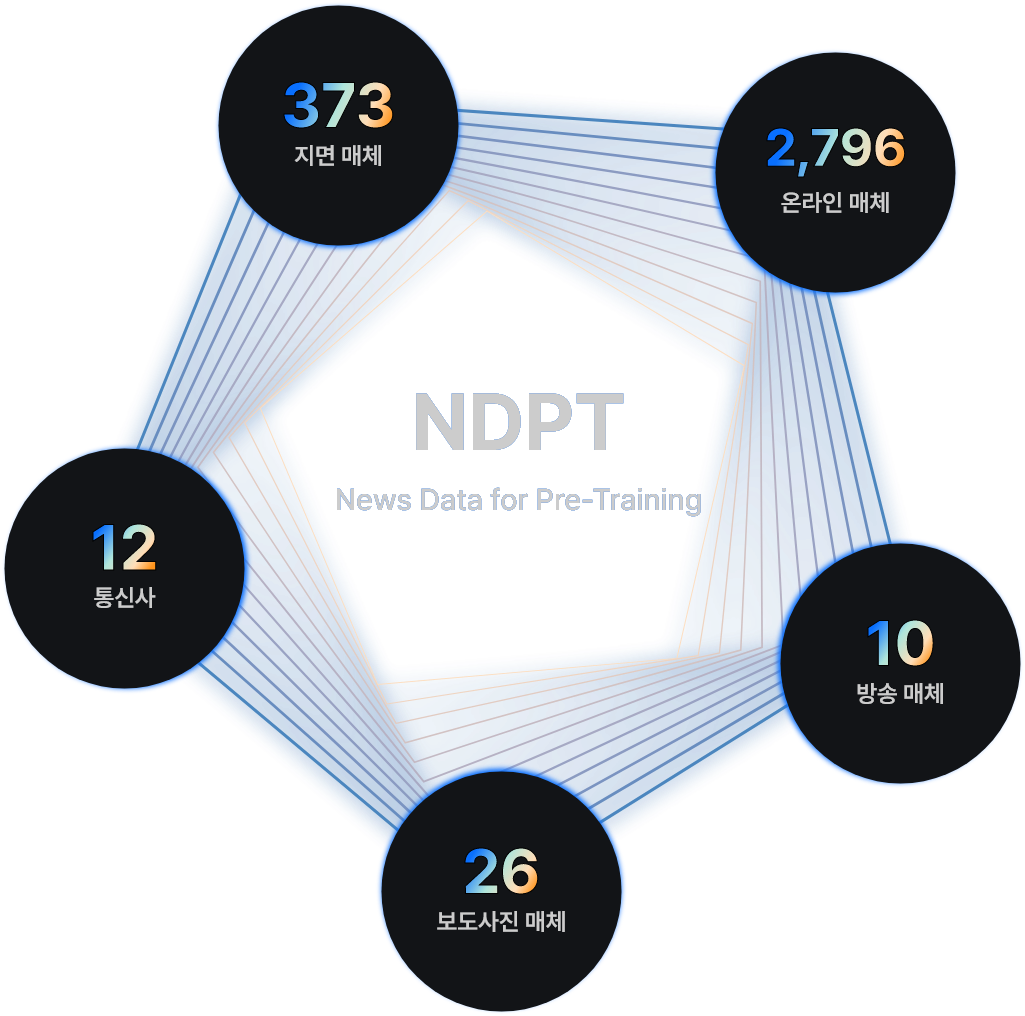 373
지면 매체
2,796
온라인 매체
NDPT
News Data for Pre-Training
12
통신사
10
방송 매체
26
보도사진 매체